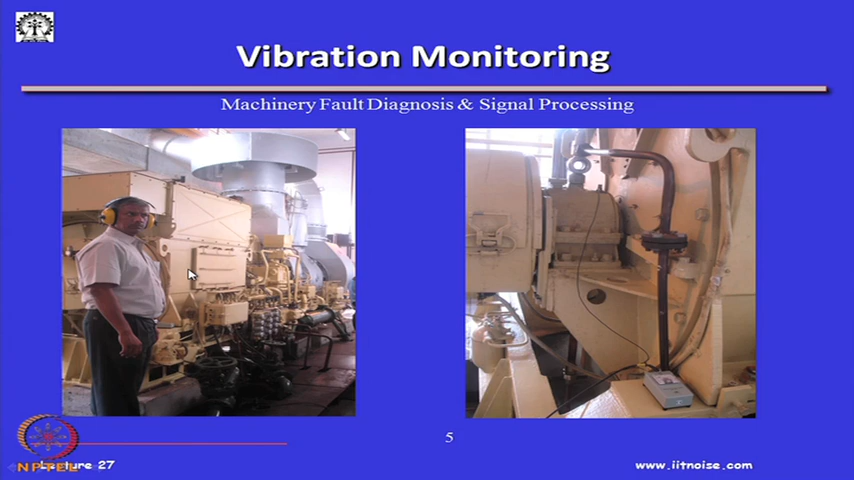 Vibration Monitoring
Machinery Fault Diagnosis & Signal Processing
5
NPTEL
Lecture 27
www.iitnoise.com